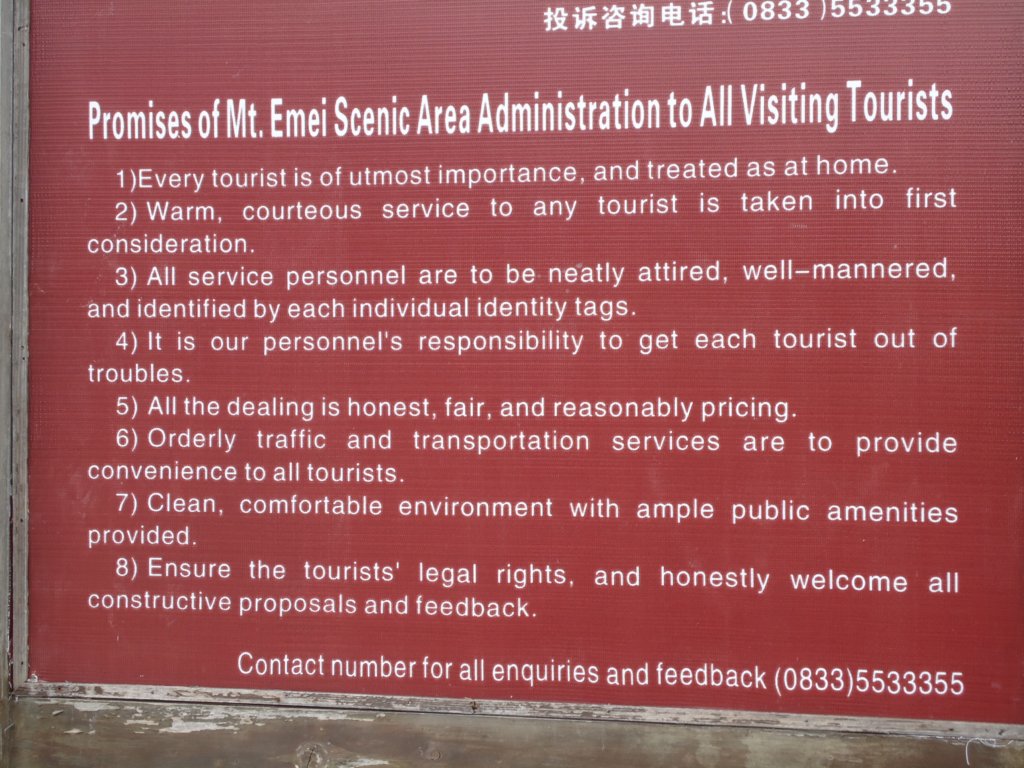 投诉咨询电话:(0833)5533355
Promises of Mt. Emei Scenic Area Administration to All Visiting Tourists
1)Every tourist is of utmost importance, and treated as at home.
2) Warm, courteous service to any tourist is taken into first
consideration.
3) All service personnel are to be neatly attired, well–mannered,
and identified by each individual identity tags.
4) It is our personnel's responsibility to get each tourist out of
troubles.
5) All the dealing is honest, fair, and reasonably pricing.
6) Orderly traffic and transportation services are to provide
convenience to all tourists.
7) Clean, comfortable environment with ample public amenities
provided.
8) Ensure the tourists' legal rights, and honestly welcome all
constructive proposals and feedback.
Contact number for all enquiries and feedback (0833)5533355